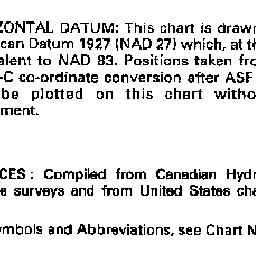 ZONTAL DATUM: This chart is drawn
can Datum 1927 (NAD 27) which, at th
alent to NAD 83. Positions taken fro
-C co-ordinate conversion after ASF
be plotted on this chart witho
ment.
CES: Compiled from Canadian Hydr
e surveys and from United States cha
ymbols and Abbreviations, see Chart N